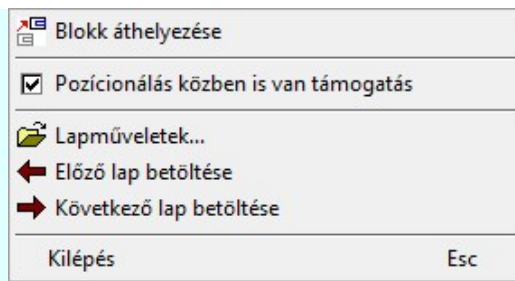 Blokk áthelyezése
Pozícionálás közben is van támogatás
Lapműveletek...
Előző lap betöltése
Következő lap betöltése
Kilépés Esc